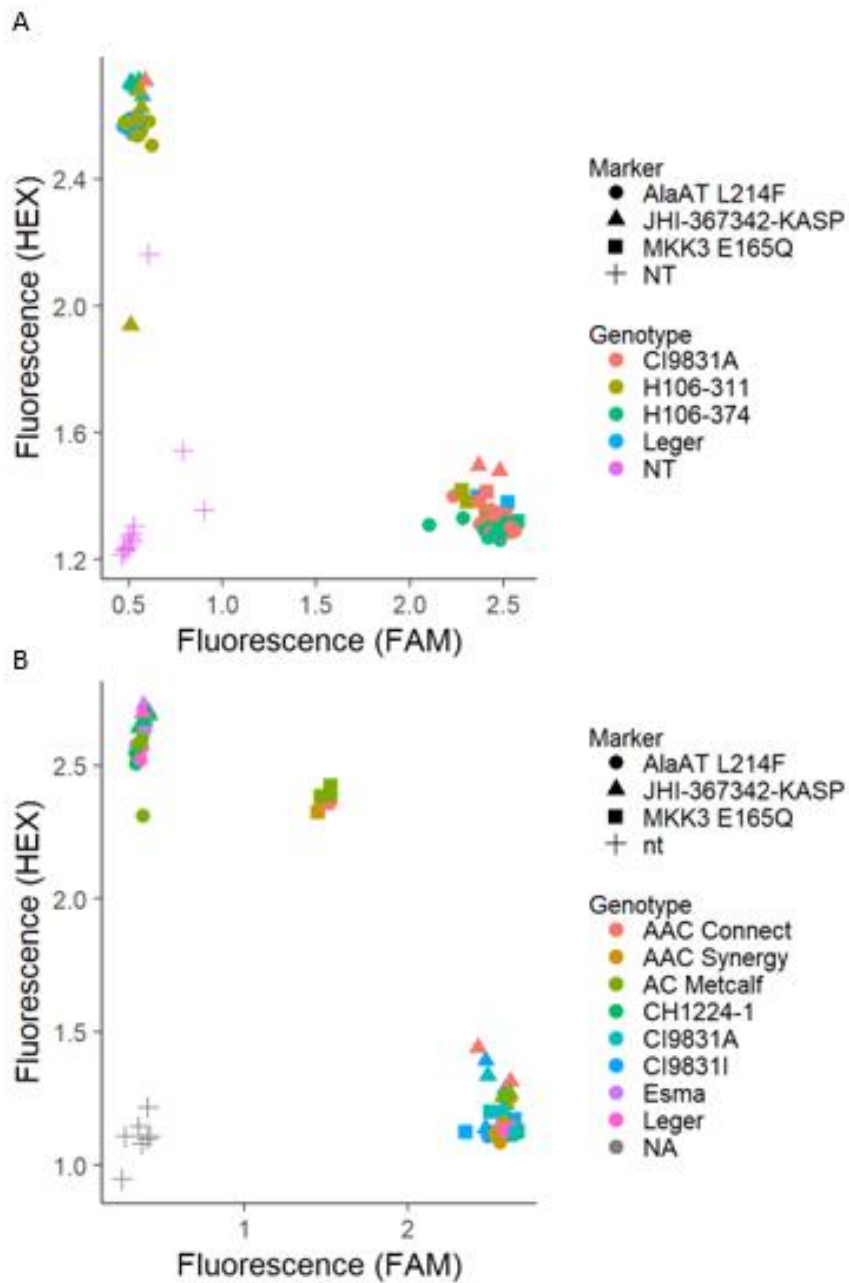 A
Fluorescence (HEX)
2.4
2.0
1.6
1.2
0.5 1.0 1.5 2.0 2.5
Fluorescence (FAM)
Marker
AlaAT L214F
JHI-367342-KASP
MKK3 E165Q
NT
Genotype
CI9831A
H106-311
H106-374
Leger
NT
B
Fluorescence (HEX)
2.5
2.0
1.5
1.0
1 2
Fluorescence (FAM)
Marker
AlaAT L214F
JHI-367342-KASP
MKK3 E165Q
nt
Genotype
AAC Connect
AAC Synergy
AC Metcalf
CH1224-1
CI9831A
CI9831I
Esma
Leger
NA